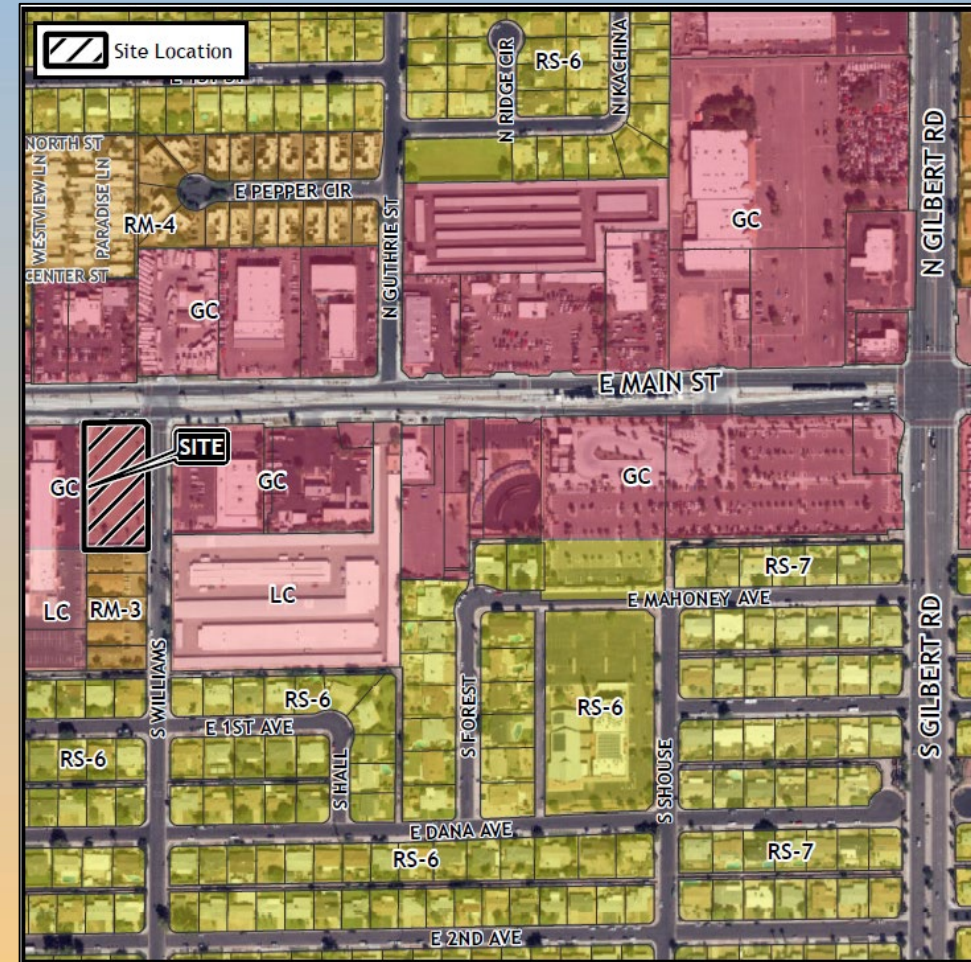 Site Location
RS-6
N RIDGE CIR
N KACHINA
NORTH ST
WESTVIEW LN
PARADISE LN
E PEPPER CIR
RM-4
N GUTHRIE ST
GC
N GILBERT RD
CENTER ST
GC
E MAIN ST
SITE
GC
GC
GC
LC
RM-3
LC
RS-7
E MAHONEY AVE
S WILLIAMS
S GILBERT RD
RS-6
S FOREST
RS-6
E 1ST AVE
RS-6
S HALL
S SHOUSE
E DANA AVE
RS-6
RS-7
E 2ND AVE